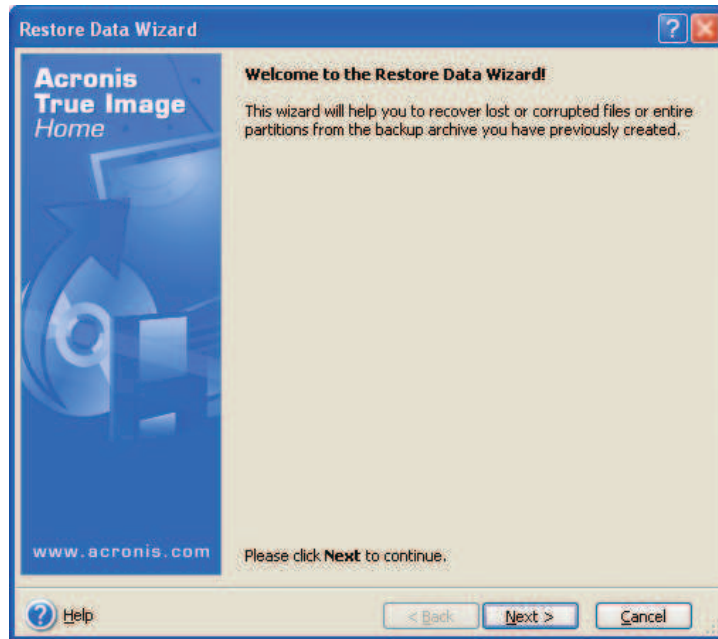 Restore Data Wizard
?
Acronis
True Image
Home
Welcome to the Restore Data Wizard!
This wizard will help you to recover lost or corrupted files or entire
partitions from the backup archive you have previously created.
www.acronis.com
Please click Next to continue.
? Help
< Back
Next >
Cancel